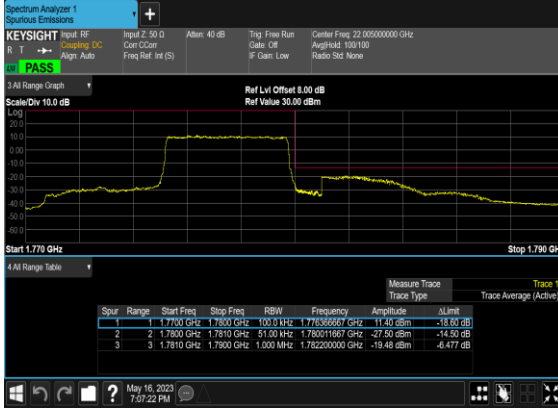 Spectrum Analyzer 1
Spurious Emissions
+
KEYSIGHT Input: RF Input Z: 50 Ω Atten: 40 dB Trig: Free Run Center Freq: 22.005000000 GHz
R T Coupling: DC Corr CCorr Gate: Off Avg|Hold: 100/100
Align: Auto Freq Ref: Int (S) IF Gain: Low Radio Std: None
LXI PASS
3 All Range Graph
Ref Lvl Offset 8.00 dB
Scale/Div 10.0 dB Ref Value 30.00 dBm
Log
20.0
10.0
0.00
-10.0
-20.0
-30.0
-40.0
-50.0
-60.0
Start 1.770 GHz Stop 1.790 GH
4 All Range Table
Measure Trace Trace 1
Trace Type Trace Average (Active)
Spur Range Start Freq Stop Freq RBW Frequency Amplitude ΔLimit
1 1 1.7700 GHz 1.7800 GHz 100.0 kHz 1.776366667 GHz 11.40 dBm -18.60 dB
2 2 1.7800 GHz 1.7810 GHz 51.00 kHz 1.780011667 GHz -27.50 dBm -14.50 dB
3 3 1.7810 GHz 1.7900 GHz 1.000 MHz 1.782200000 GHz -19.48 dBm -6.477 dB
? May 16, 2023
7:07:22 PM